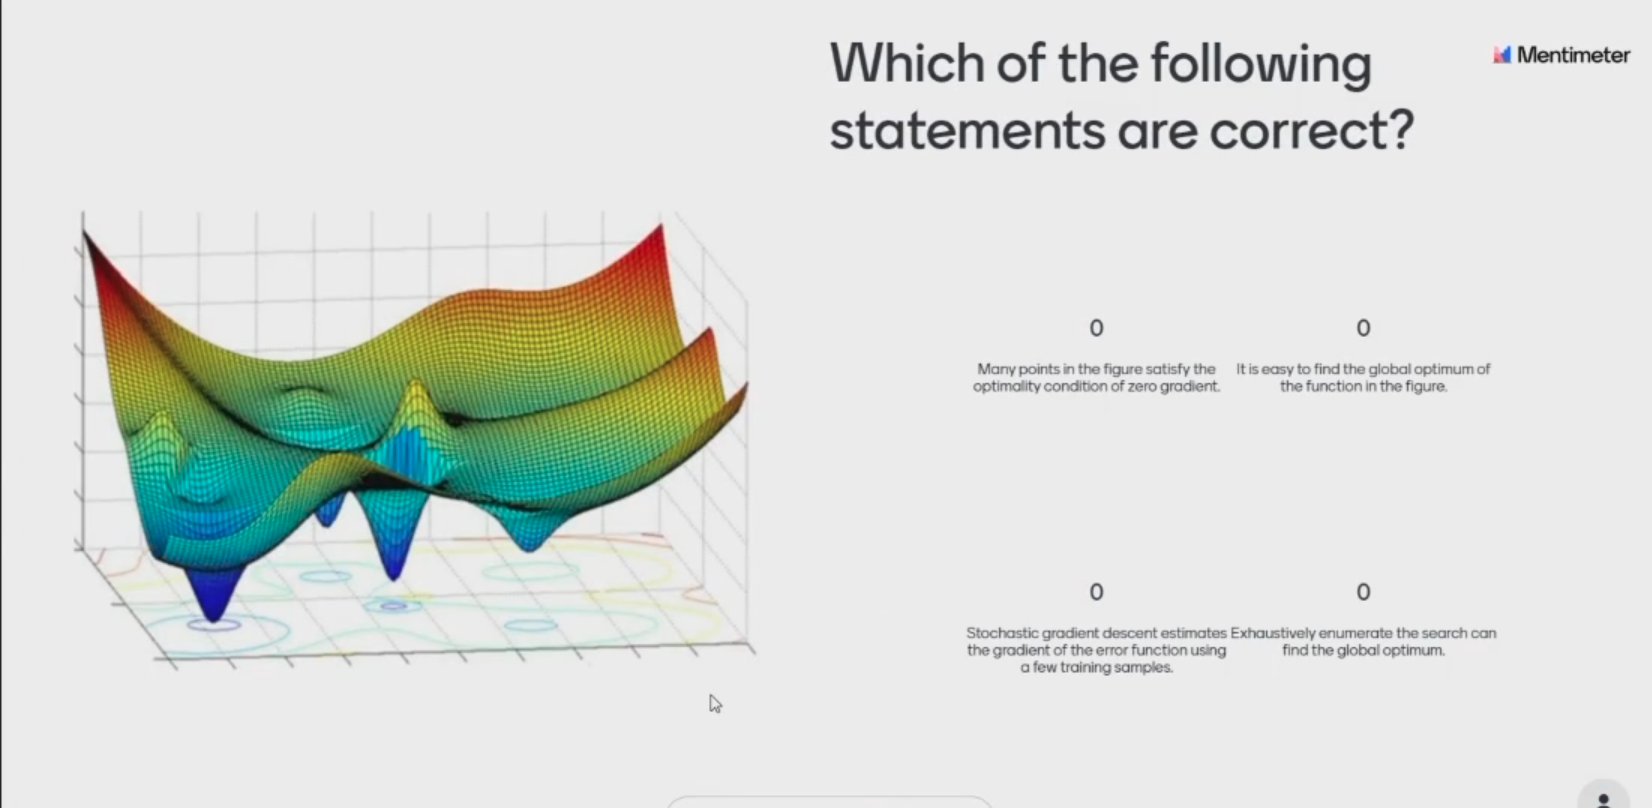 Which of the following
statements are correct?
Mentimeter
0
Many points in the figure satisfy the
optimality condition of zero gradient.
0
It is easy to find the global optimum of
the function in the figure.
0
Stochastic gradient descent estimates
the gradient of the error function using
a few training samples.
0
Exhaustively enumerate the search can
find the global optimum.